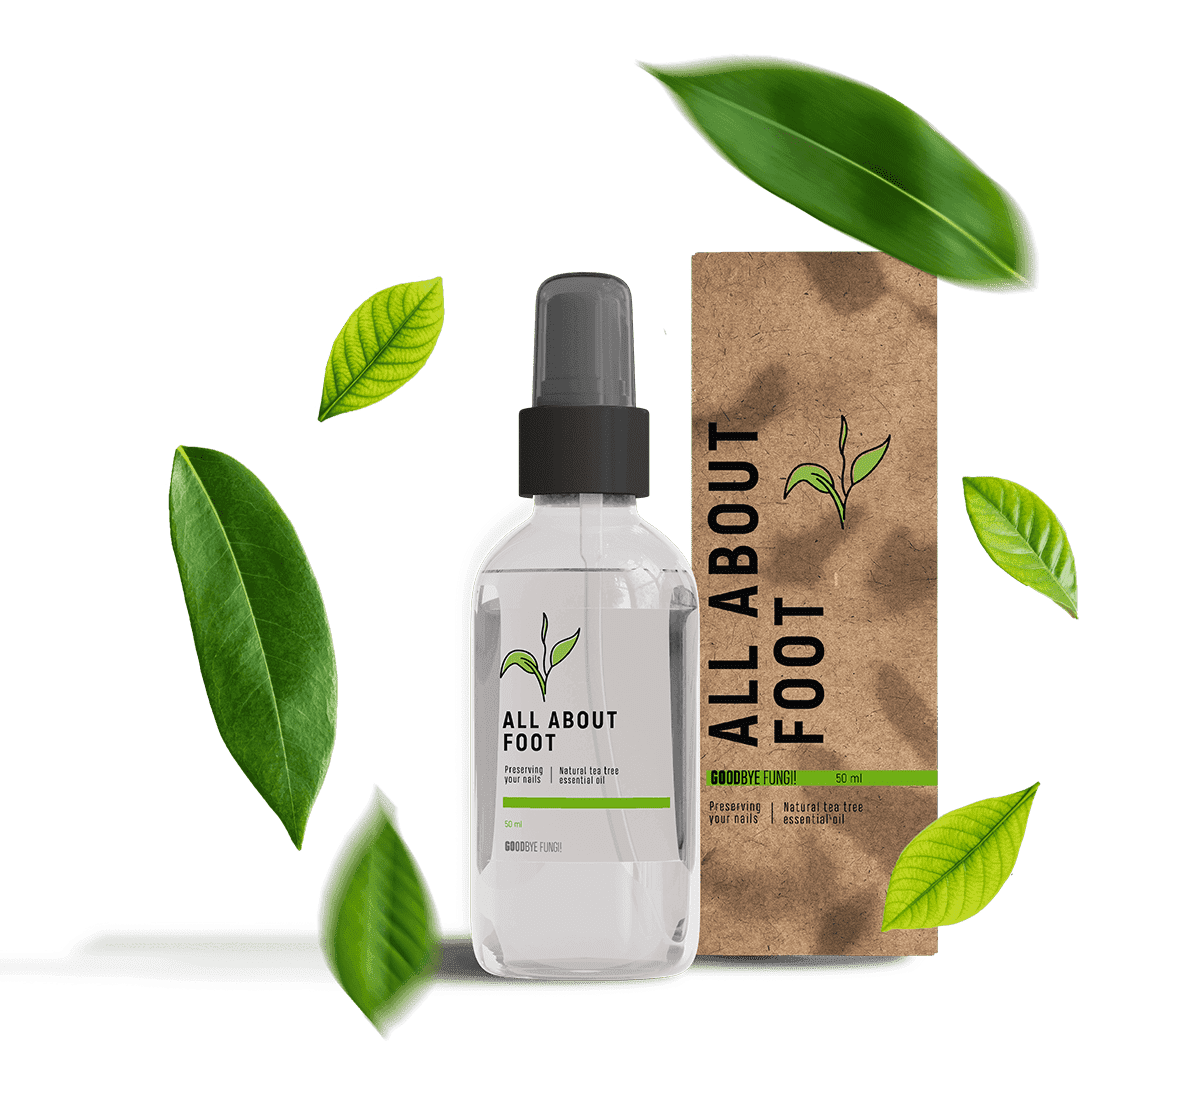 ALL ABOUT
FOOT
Preserving
your nails
Natural tea tree
essential oil
50 ml
GOODBYE FUNGI!
ALL ABOUT
FOOT
GOODBYE FUNGI!
50 ml
Preserving
your nails
Natural tea tree
essential oil